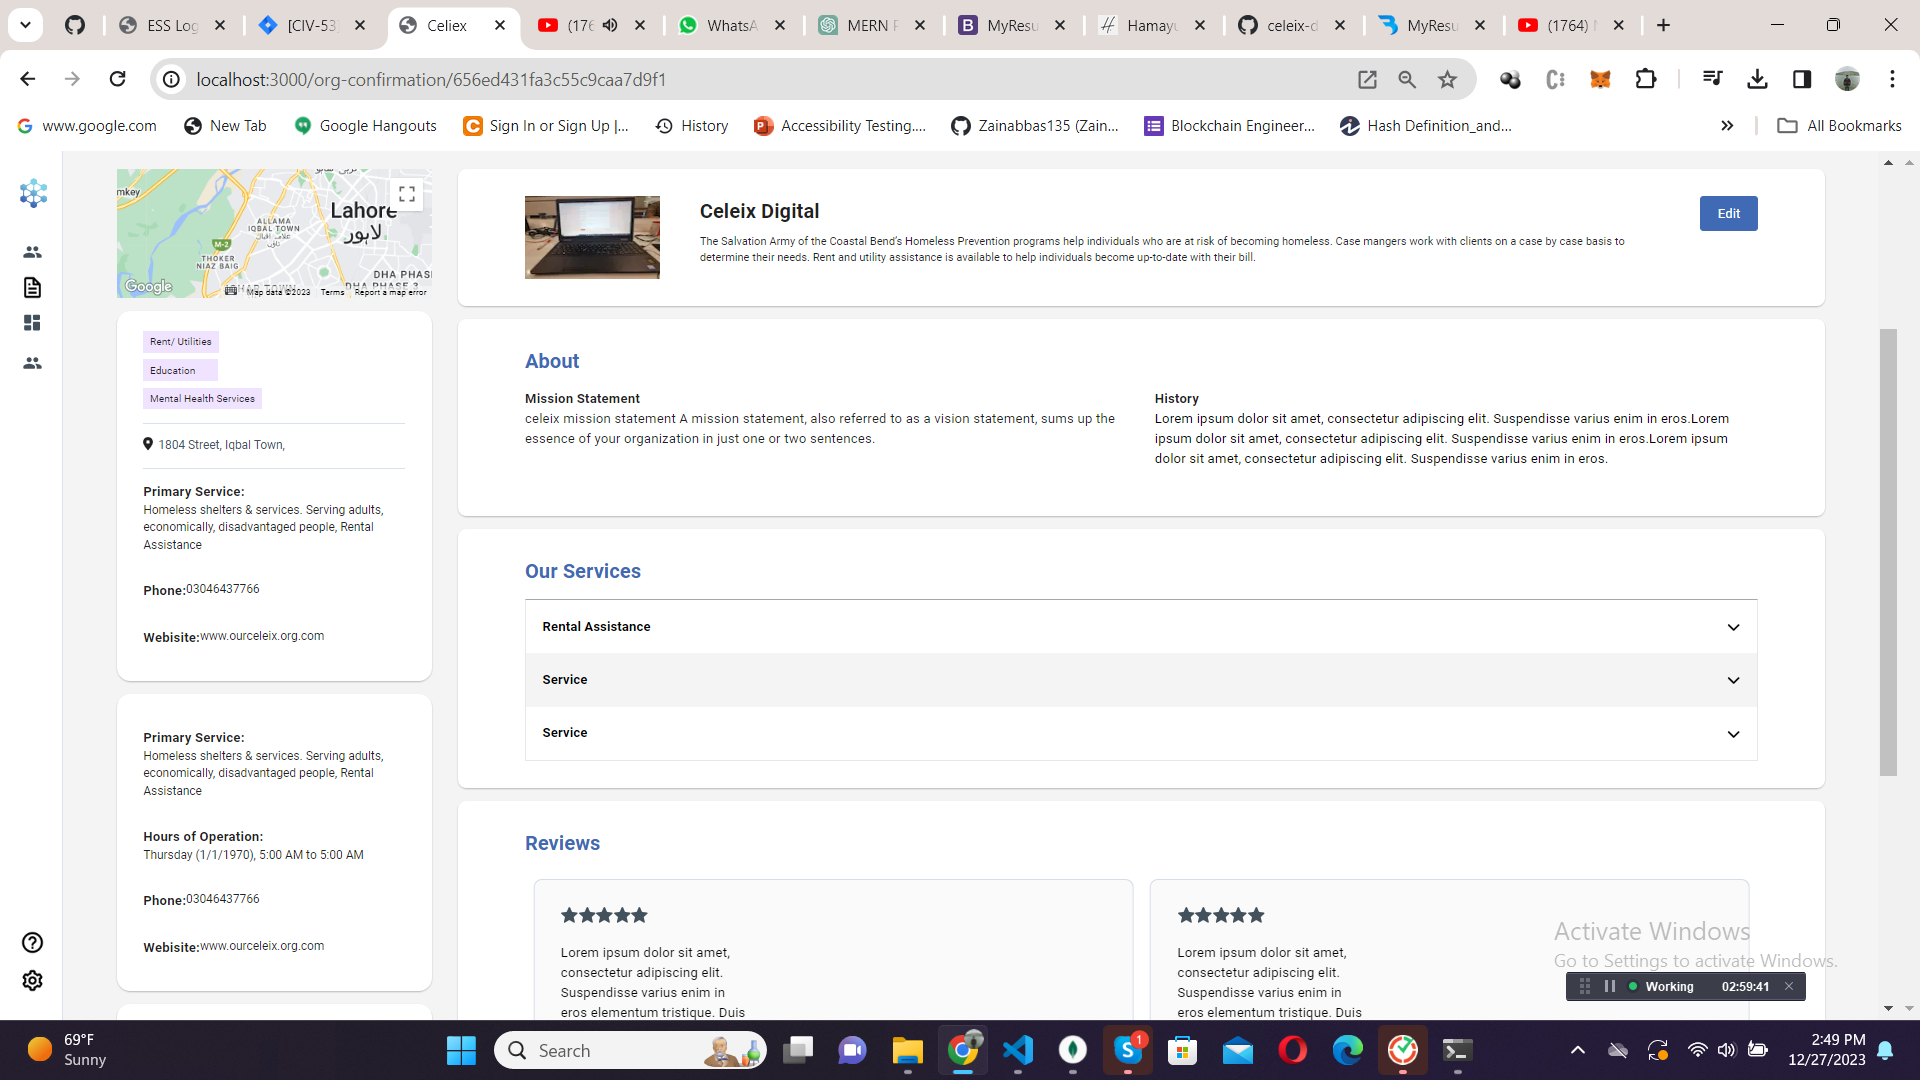 ESS Log
[CIV-53
Celiex
(176
WhatsA
MERN F
MyResu
Hamayu
celeix-d
MyResu
(1764)
localhost:3000/org-confirmation/656ed431fa3c55c9caa7d9f1
www.google.com
New Tab
Google Hangouts
Sign In or Sign Up |...
History
Accessibility Testing....
Zainabbas135 (Zain...
Blockchain Engineer...
Hash Definition_and...
All Bookmarks
mkey
Lahore
لاہور
ALLAMA
IQBAL TOWN
علامہ اقبال
ٹاؤن
M-2
THOKER
NIAZ BAIG
DHA PHASE
DHA PHASE 3
Google
Map data ©2023
Terms
Report a map error
Rent/ Utilities
Education
Mental Health Services
1804 Street, Iqbal Town,
Primary Service:
Homeless shelters & services. Serving adults,
economically, disadvantaged people, Rental
Assistance
Phone:03046437766
Webisite:www.ourceleix.org.com
Primary Service:
Homeless shelters & services. Serving adults,
economically, disadvantaged people, Rental
Assistance
Hours of Operation:
Thursday (1/1/1970), 5:00 AM to 5:00 AM
Phone:03046437766
Webisite:www.ourceleix.org.com
Celeix Digital
Edit
The Salvation Army of the Coastal Bend's Homeless Prevention programs help individuals who are at risk of becoming homeless. Case mangers work with clients on a case by case basis to
determine their needs. Rent and utility assistance is available to help individuals become up-to-date with their bill.
About
Mission Statement
celeix mission statement A mission statement, also referred to as a vision statement, sums up the
essence of your organization in just one or two sentences.
History
Lorem ipsum dolor sit amet, consectetur adipiscing elit. Suspendisse varius enim in eros.Lorem
ipsum dolor sit amet, consectetur adipiscing elit. Suspendisse varius enim in eros.Lorem ipsum
dolor sit amet, consectetur adipiscing elit. Suspendisse varius enim in eros.
Our Services
Rental Assistance
Service
Service
Reviews
Lorem ipsum dolor sit amet,
consectetur adipiscing elit.
Suspendisse varius enim in
eros elementum tristique. Duis
Lorem ipsum dolor sit amet,
consectetur adipiscing elit.
Suspendisse varius enim in
eros elementum tristique. Duis
Activate Windows
Go to Settings to activate Windows.
Working
02:59:41
69°F
Sunny
Search
1
2:49 PM
12/27/2023